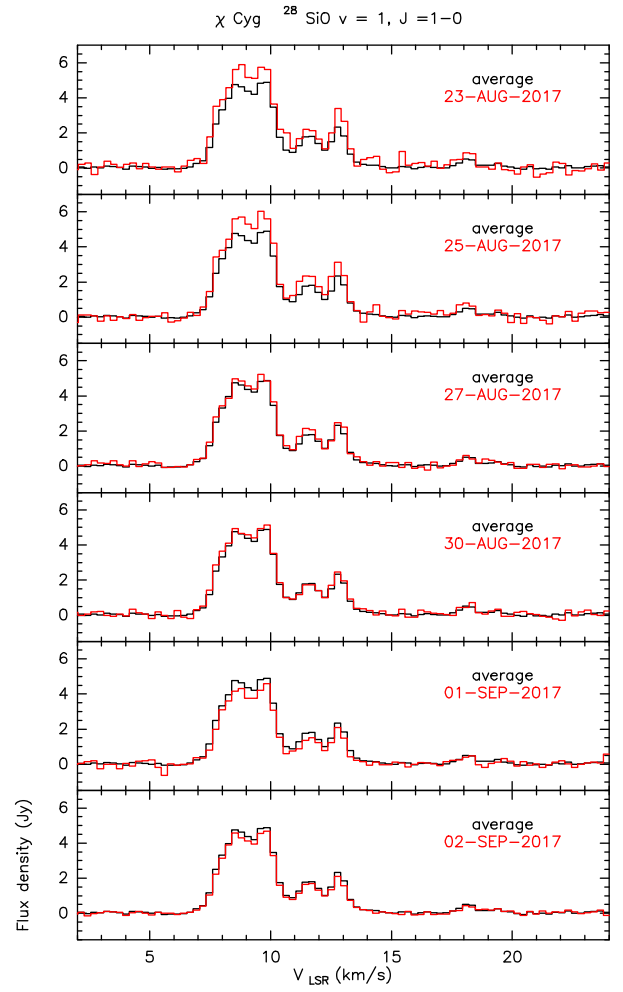 χ Cyg ²⁸ SiO v = 1, J =1−0
6
4
2
0
average
23−AUG−2017
6
4
2
0
average
25−AUG−2017
6
4
2
0
average
27−AUG−2017
6
4
2
0
average
30−AUG−2017
6
4
2
0
average
01−SEP−2017
6
4
2
0
average
02−SEP−2017
Flux density (Jy)
5 10 15 20
V LSR (km/s)